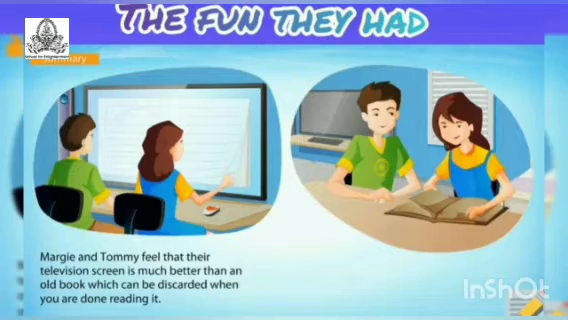 THE FUN THEY HAD
Margie and Tommy feel that their
television screen is much better than an
old book which can be discarded when
you are done reading it.
InShOt